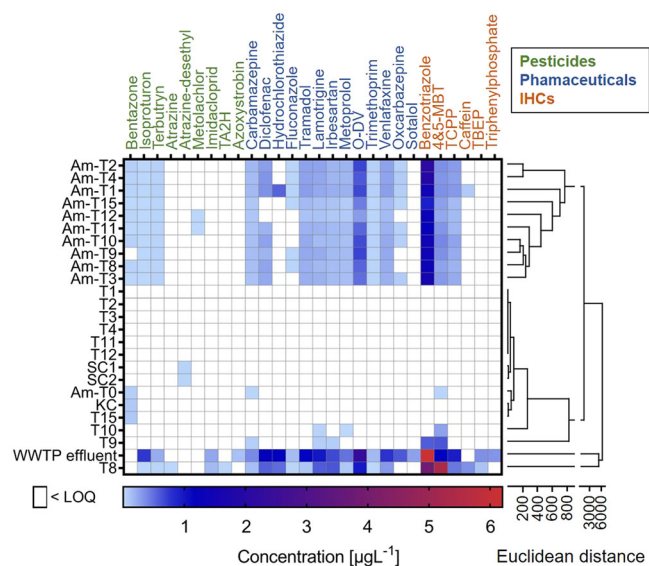 Pesticides
Phamaceuticals
IHCs
Bentazone
Isoproturon
Terbutryn
Atrazine
Atrazine-desethyl
Metolachlor
Imidacloprid
TA2H
Azoxystrobin
Carbamazepine
Diclofenac
Hydrochlorothiazide
Fluconazole
Tramadol
Lamotrigine
Irbesartan
Metoprolol
O-DV
Trimethoprim
Venlafaxine
Oxcarbazepine
Sotalol
Benzotriazole
4&5-MBT
TCPP
Caffein
TBEP
Triphenylphosphate
Am-T2
Am-T4
Am-T1
Am-T15
Am-T12
Am-T11
Am-T10
Am-T9
Am-T8
Am-T3
T1
T2
T3
T4
T11
T12
SC1
SC2
Am-T0
KC
T15
T10
T9
WWTP effluent
T8
< LOQ
1 2 3 4 5 6
Concentration [µgL⁻¹]
200 400 600 800 3000 6000
Euclidean distance